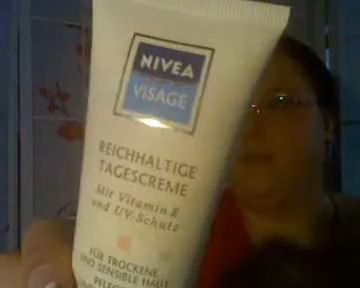 NIVEA
VISAGE
REICHHALTIGE
TAGESCREME
Mit Vitamin E
und UV-Schutz
FÜR TROCKENE
UND SENSIBLE HAUT